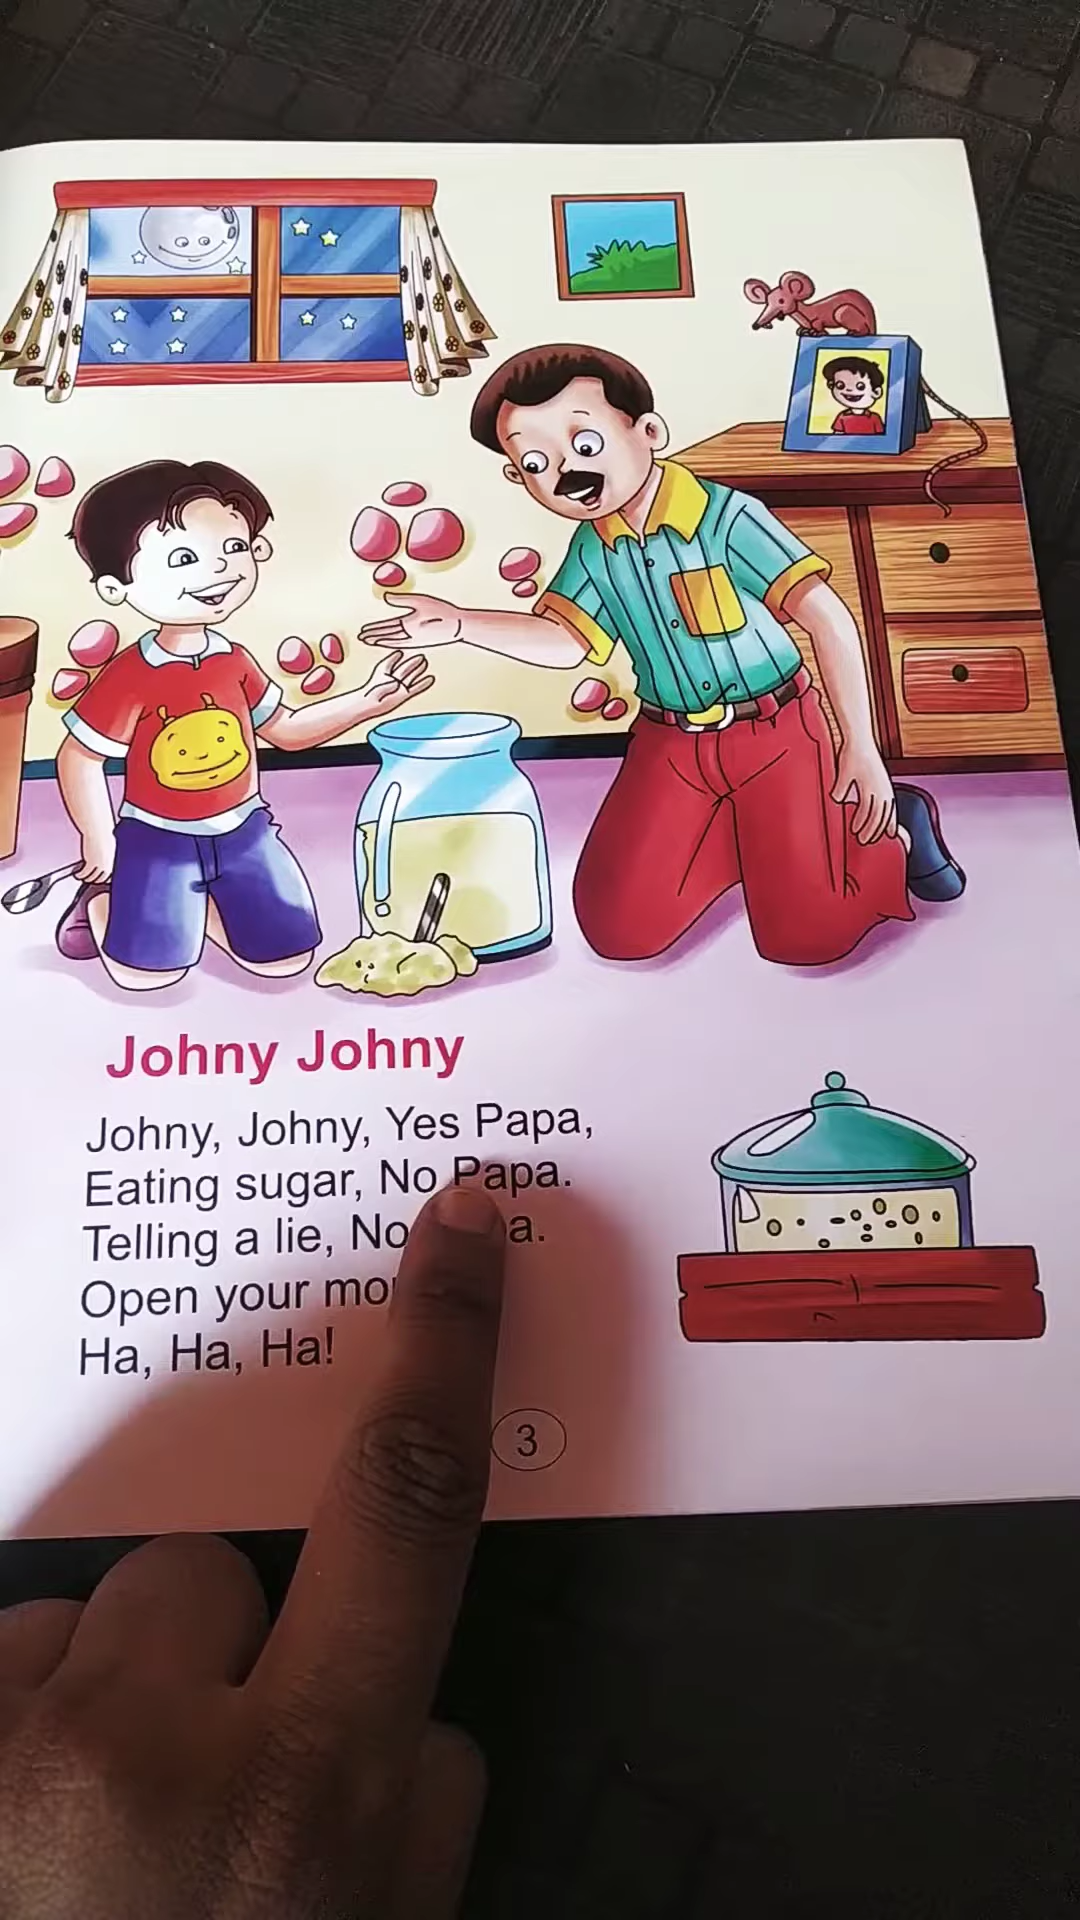 Johny Johny
Johny, Johny, Yes Papa,
Eating sugar, No Papa.
Telling a lie, No
Open your
Ha, Ha, Ha!
3